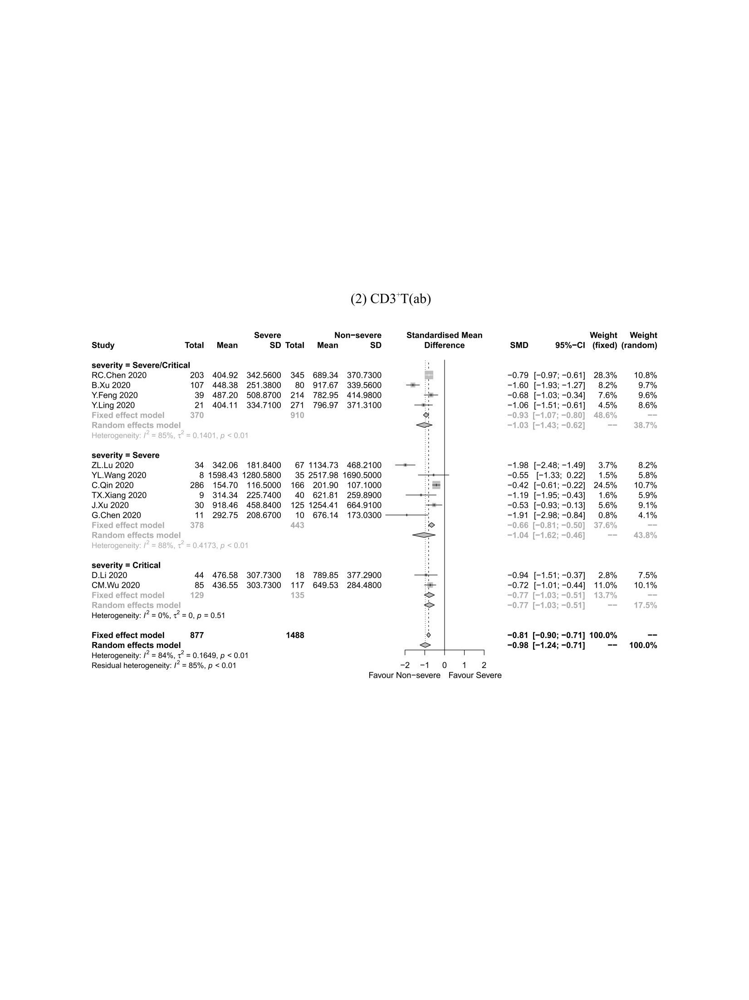 (2) CD3+T(ab)
Severe Non−severe Standardised Mean Weight Weight
Study Total Mean SD Total Mean SD Difference SMD 95%−CI (fixed) (random)
severity = Severe/Critical
RC.Chen 2020 203 404.92 342.5600 345 689.34 370.7300 −0.79 [−0.97; −0.61] 28.3% 10.8%
B.Xu 2020 107 448.38 251.3800 80 917.67 339.5600 −1.60 [−1.93; −1.27] 8.2% 9.7%
Y.Feng 2020 39 487.20 508.8700 214 782.95 414.9800 −0.68 [−1.03; −0.34] 7.6% 9.6%
Y.Ling 2020 21 404.11 334.7100 271 796.97 371.3100 −1.06 [−1.51; −0.61] 4.5% 8.6%
Fixed effect model 370 910 −0.93 [−1.07; −0.80] 48.6% −−
Random effects model −1.03 [−1.43; −0.62] −− 38.7%
Heterogeneity: I2 = 85%, τ2 = 0.1401, p < 0.01
severity = Severe
ZL.Lu 2020 34 342.06 181.8400 67 1134.73 468.2100 −1.98 [−2.48; −1.49] 3.7% 8.2%
YL.Wang 2020 8 1598.43 1280.5800 35 2517.98 1690.5000 −0.55 [−1.33; 0.22] 1.5% 5.8%
C.Qin 2020 286 154.70 116.5000 166 201.90 107.1000 −0.42 [−0.61; −0.22] 24.5% 10.7%
TX.Xiang 2020 9 314.34 225.7400 40 621.81 259.8900 −1.19 [−1.95; −0.43] 1.6% 5.9%
J.Xu 2020 30 918.46 458.8400 125 1254.41 664.9100 −0.53 [−0.93; −0.13] 5.6% 9.1%
G.Chen 2020 11 292.75 208.6700 10 676.14 173.0300 −1.91 [−2.98; −0.84] 0.8% 4.1%
Fixed effect model 378 443 −0.66 [−0.81; −0.50] 37.6% −−
Random effects model −1.04 [−1.62; −0.46] −− 43.8%
Heterogeneity: I2 = 88%, τ2 = 0.4173, p < 0.01
severity = Critical
D.Li 2020 44 476.58 307.7300 18 789.85 377.2900 −0.94 [−1.51; −0.37] 2.8% 7.5%
CM.Wu 2020 85 436.55 303.7300 117 649.53 284.4800 −0.72 [−1.01; −0.44] 11.0% 10.1%
Fixed effect model 129 135 −0.77 [−1.03; −0.51] 13.7% −−
Random effects model −0.77 [−1.03; −0.51] −− 17.5%
Heterogeneity: I2 = 0%, τ2 = 0, p = 0.51
Fixed effect model 877 1488 −0.81 [−0.90; −0.71] 100.0% −−
Random effects model −0.98 [−1.24; −0.71] −− 100.0%
Heterogeneity: I2 = 84%, τ2 = 0.1649, p < 0.01
Residual heterogeneity: I2 = 85%, p < 0.01
−2 −1 0 1 2
Favour Non−severe Favour Severe